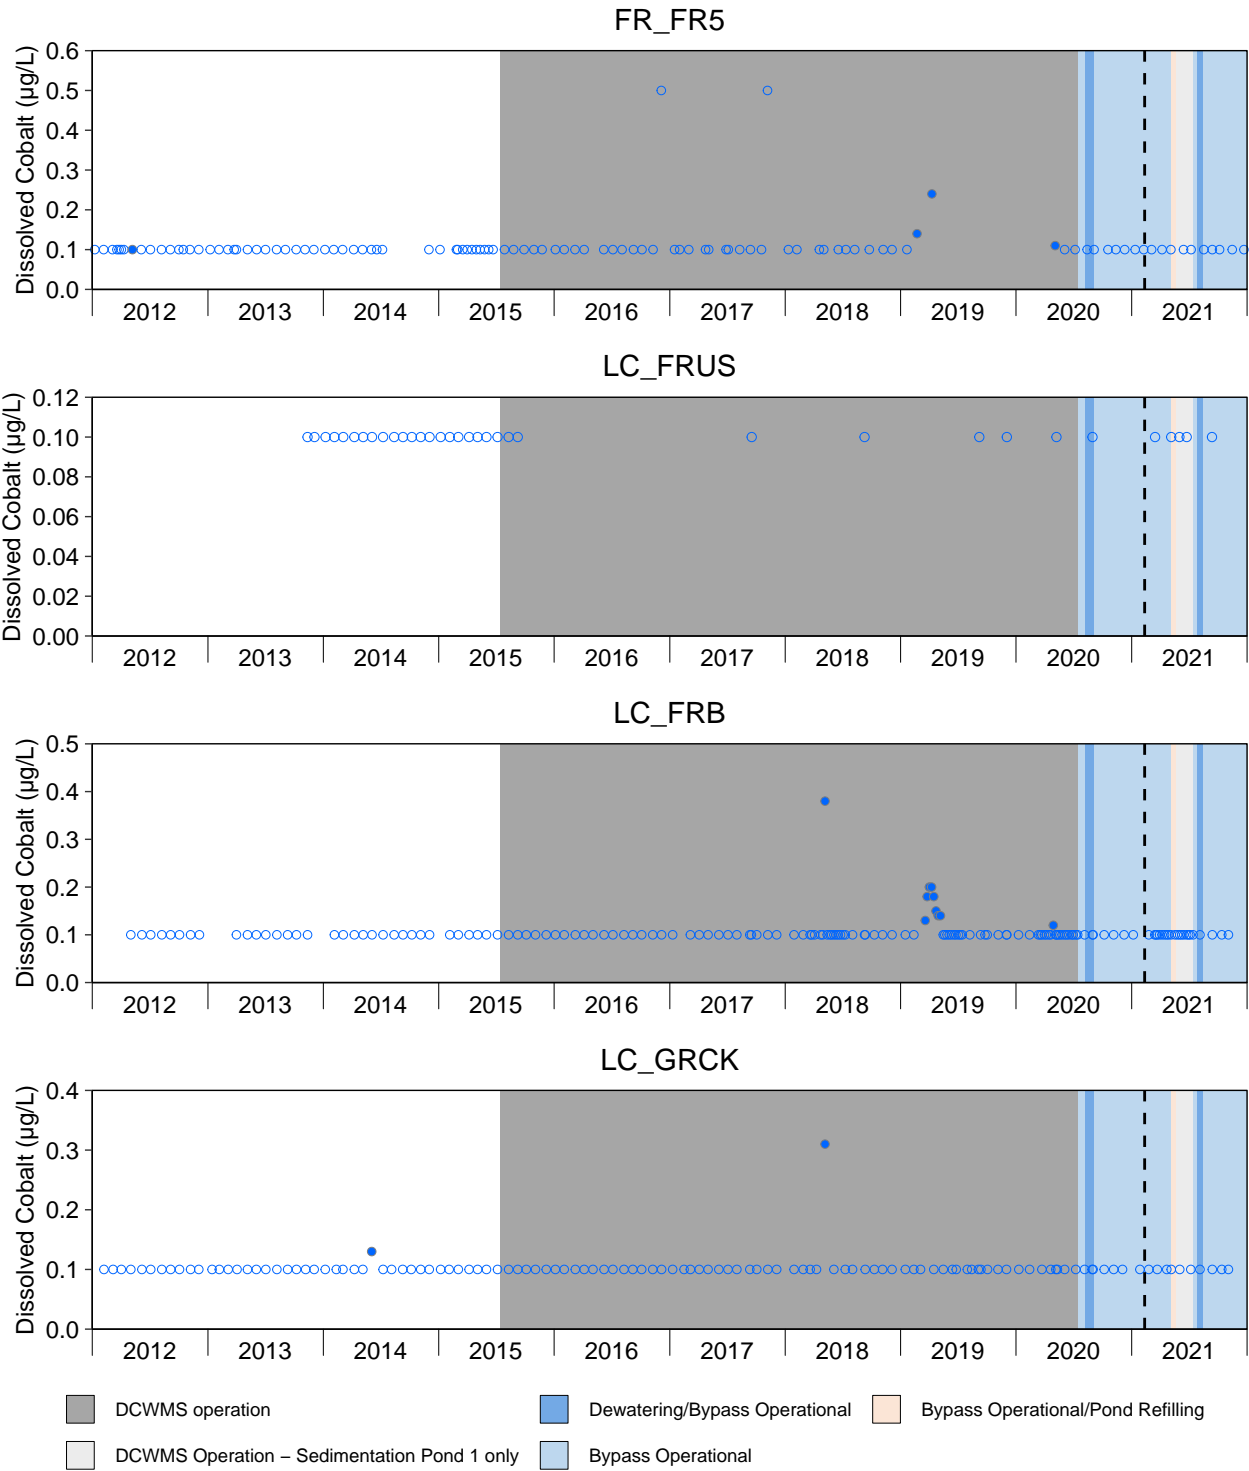 FR_FR5
Dissolved Cobalt (µg/L)
0.6
0.5
0.4
0.3
0.2
0.1
0.0
2012 2013 2014 2015 2016 2017 2018 2019 2020 2021
LC_FRUS
Dissolved Cobalt (µg/L)
0.12
0.10
0.08
0.06
0.04
0.02
0.00
2012 2013 2014 2015 2016 2017 2018 2019 2020 2021
LC_FRB
Dissolved Cobalt (µg/L)
0.5
0.4
0.3
0.2
0.1
0.0
2012 2013 2014 2015 2016 2017 2018 2019 2020 2021
LC_GRCK
Dissolved Cobalt (µg/L)
0.4
0.3
0.2
0.1
0.0
2012 2013 2014 2015 2016 2017 2018 2019 2020 2021
DCWMS operation
Dewatering/Bypass Operational
Bypass Operational/Pond Refilling
DCWMS Operation − Sedimentation Pond 1 only
Bypass Operational